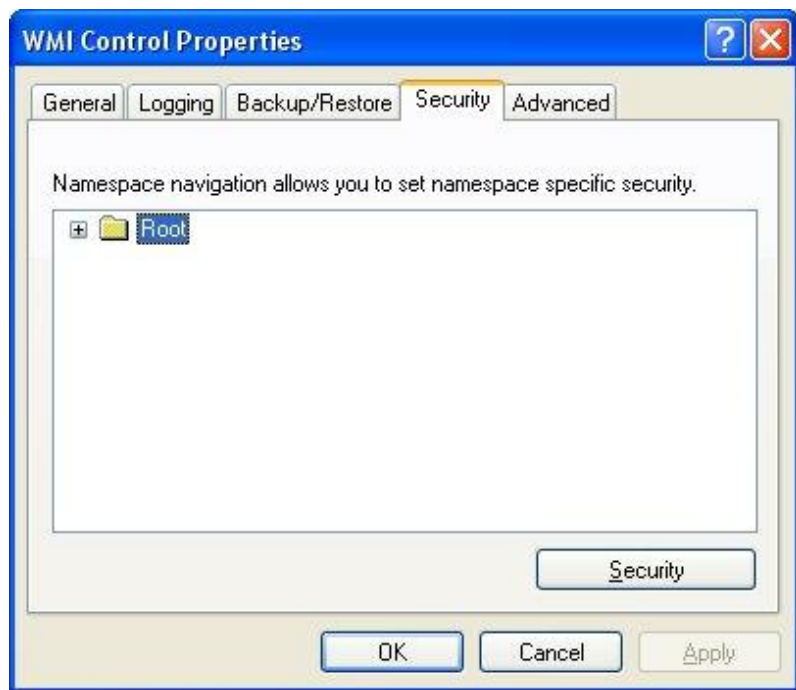 WMI Control Properties
General Logging Backup/Restore Security Advanced
Namespace navigation allows you to set namespace specific security.
Root
Security
OK Cancel Apply